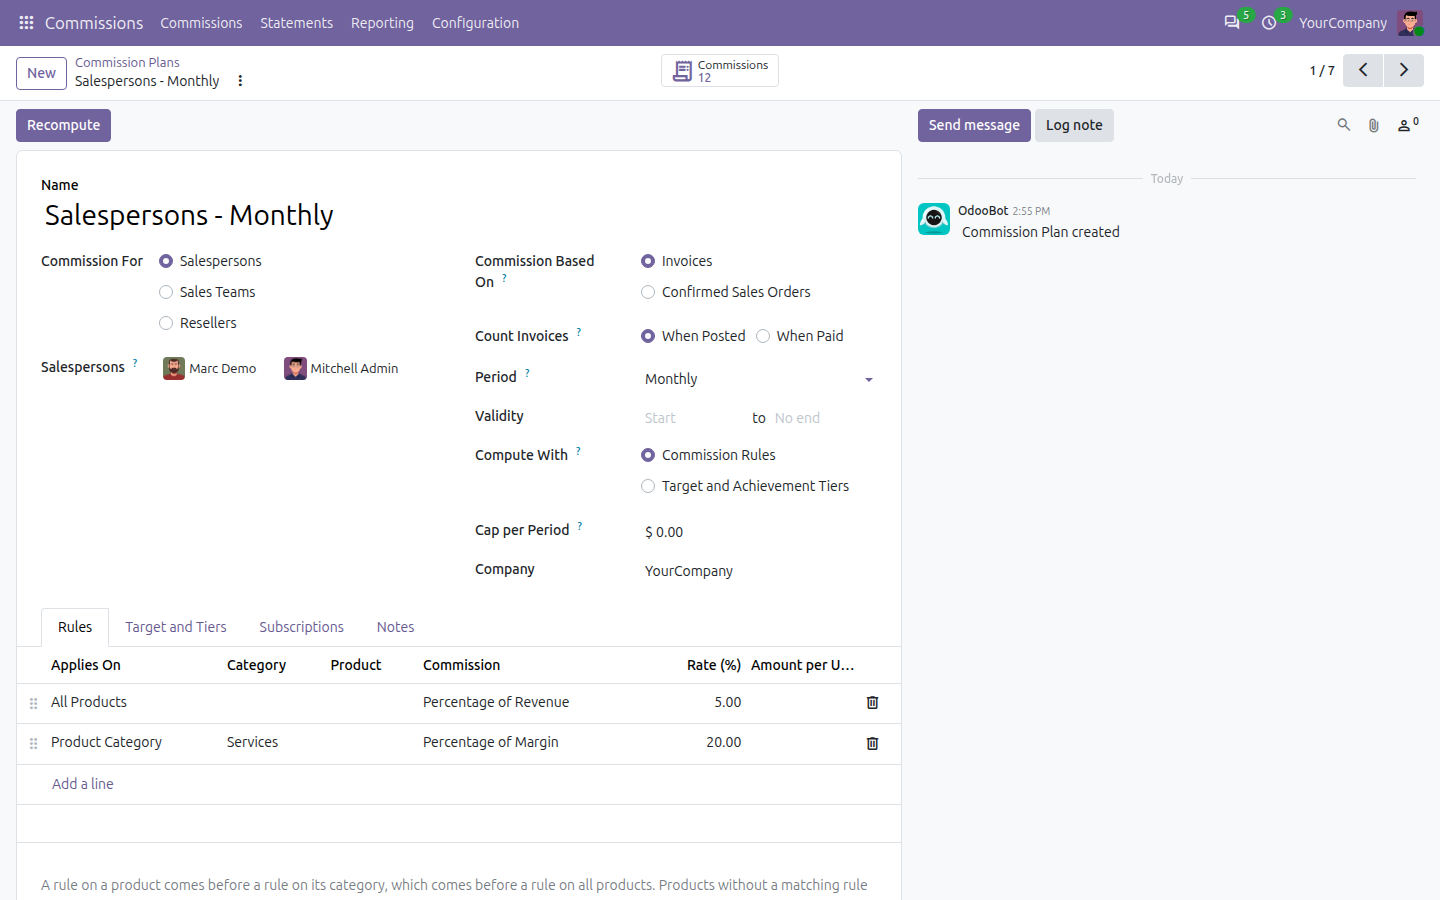 Commissions
Commissions
Statements
Reporting
Configuration
5
3
YourCompany
New
Commission Plans
Salespersons - Monthly
Commissions
12
1 / 7
Recompute
Send message
Log note
0
Name
Salespersons - Monthly
Commission For
Salespersons
Sales Teams
Resellers
Salespersons ?
Marc Demo
Mitchell Admin
Commission Based
On ?
Invoices
Confirmed Sales Orders
Count Invoices ?
When Posted
When Paid
Period ?
Monthly
Validity
Start
to
No end
Compute With ?
Commission Rules
Target and Achievement Tiers
Cap per Period ?
$ 0.00
Company
YourCompany
Today
OdooBot 2:55 PM
Commission Plan created
Rules
Target and Tiers
Subscriptions
Notes
Applies On
Category
Product
Commission
Rate (%)
Amount per U...
All Products
Percentage of Revenue
5.00
Product Category
Services
Percentage of Margin
20.00
Add a line
A rule on a product comes before a rule on its category, which comes before a rule on all products. Products without a matching rule